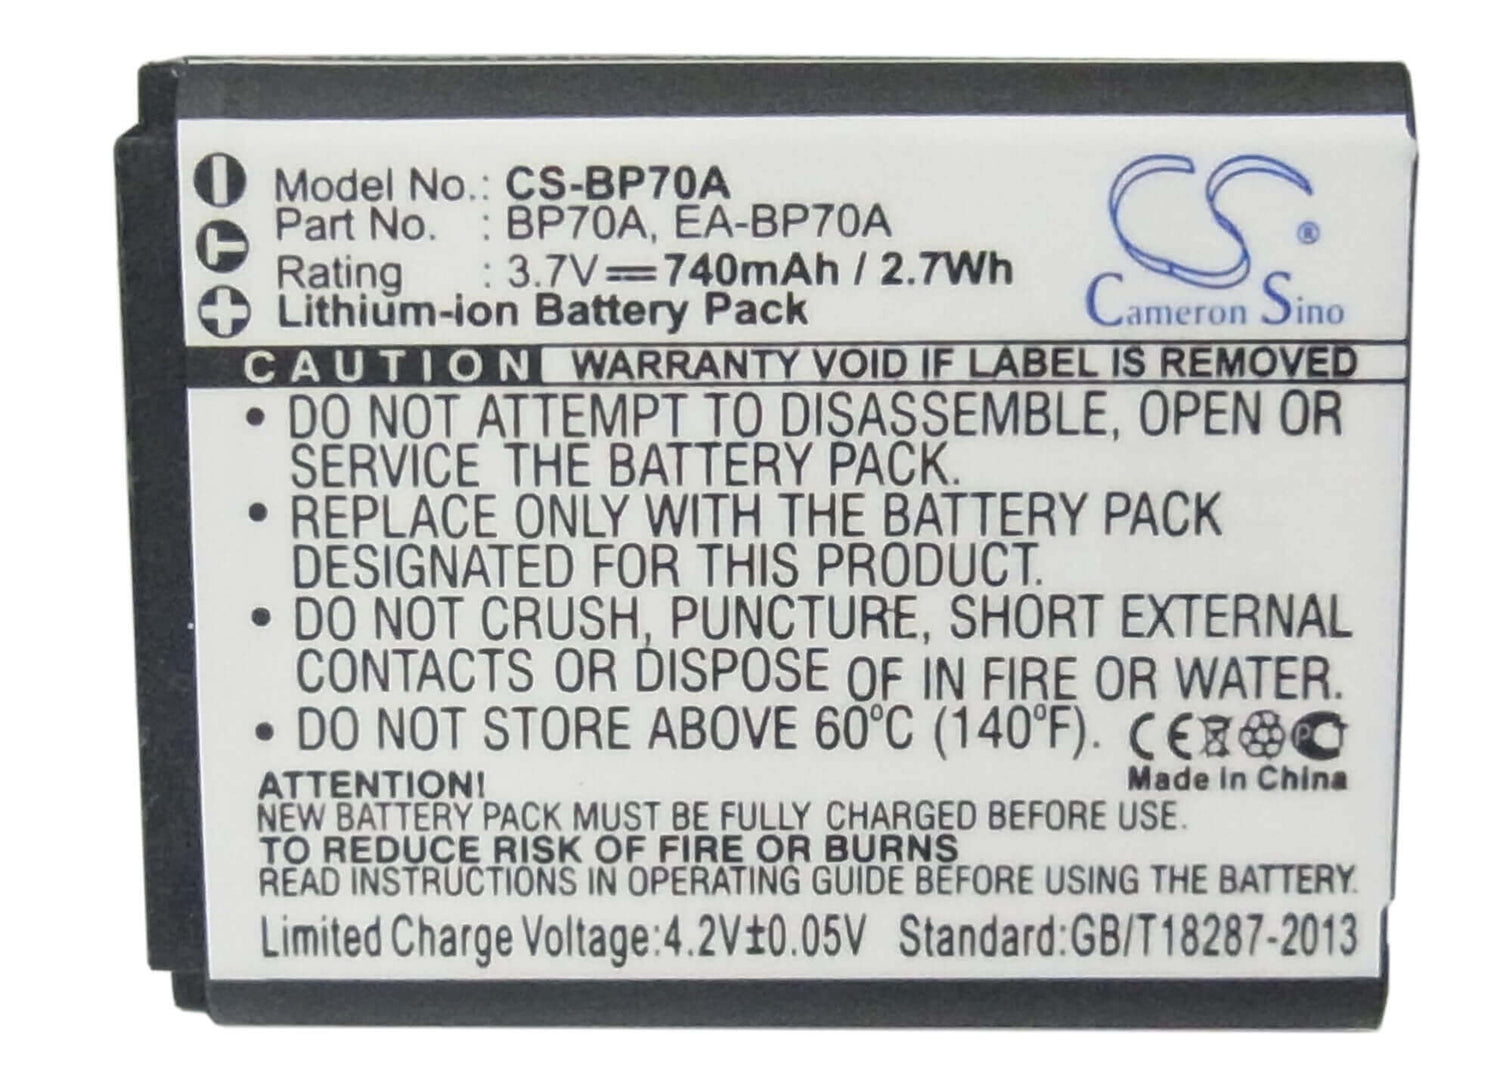 Model No.: CS-BP70A
Part No. : BP70A, EA-BP70A
Rating : 3.7V⎓740mAh / 2.7Wh
Lithium-ion Battery Pack
CS ®
Cameron Sino
CAUTION WARRANTY VOID IF LABEL IS REMOVED
• DO NOT ATTEMPT TO DISASSEMBLE, OPEN OR
SERVICE THE BATTERY PACK.
• REPLACE ONLY WITH THE BATTERY PACK
DESIGNATED FOR THIS PRODUCT.
• DO NOT CRUSH, PUNCTURE, SHORT EXTERNAL
CONTACTS OR DISPOSE OF IN FIRE OR WATER.
• DO NOT STORE ABOVE 60°C (140°F). CE
Made In China
ATTENTION!
NEW BATTERY PACK MUST BE FULLY CHARGED BEFORE USE.
TO REDUCE RISK OF FIRE OR BURNS
READ INSTRUCTIONS IN OPERATING GUIDE BEFORE USING THE BATTERY.
Limited Charge Voltage:4.2V±0.05V Standard:GB/T18287-2013